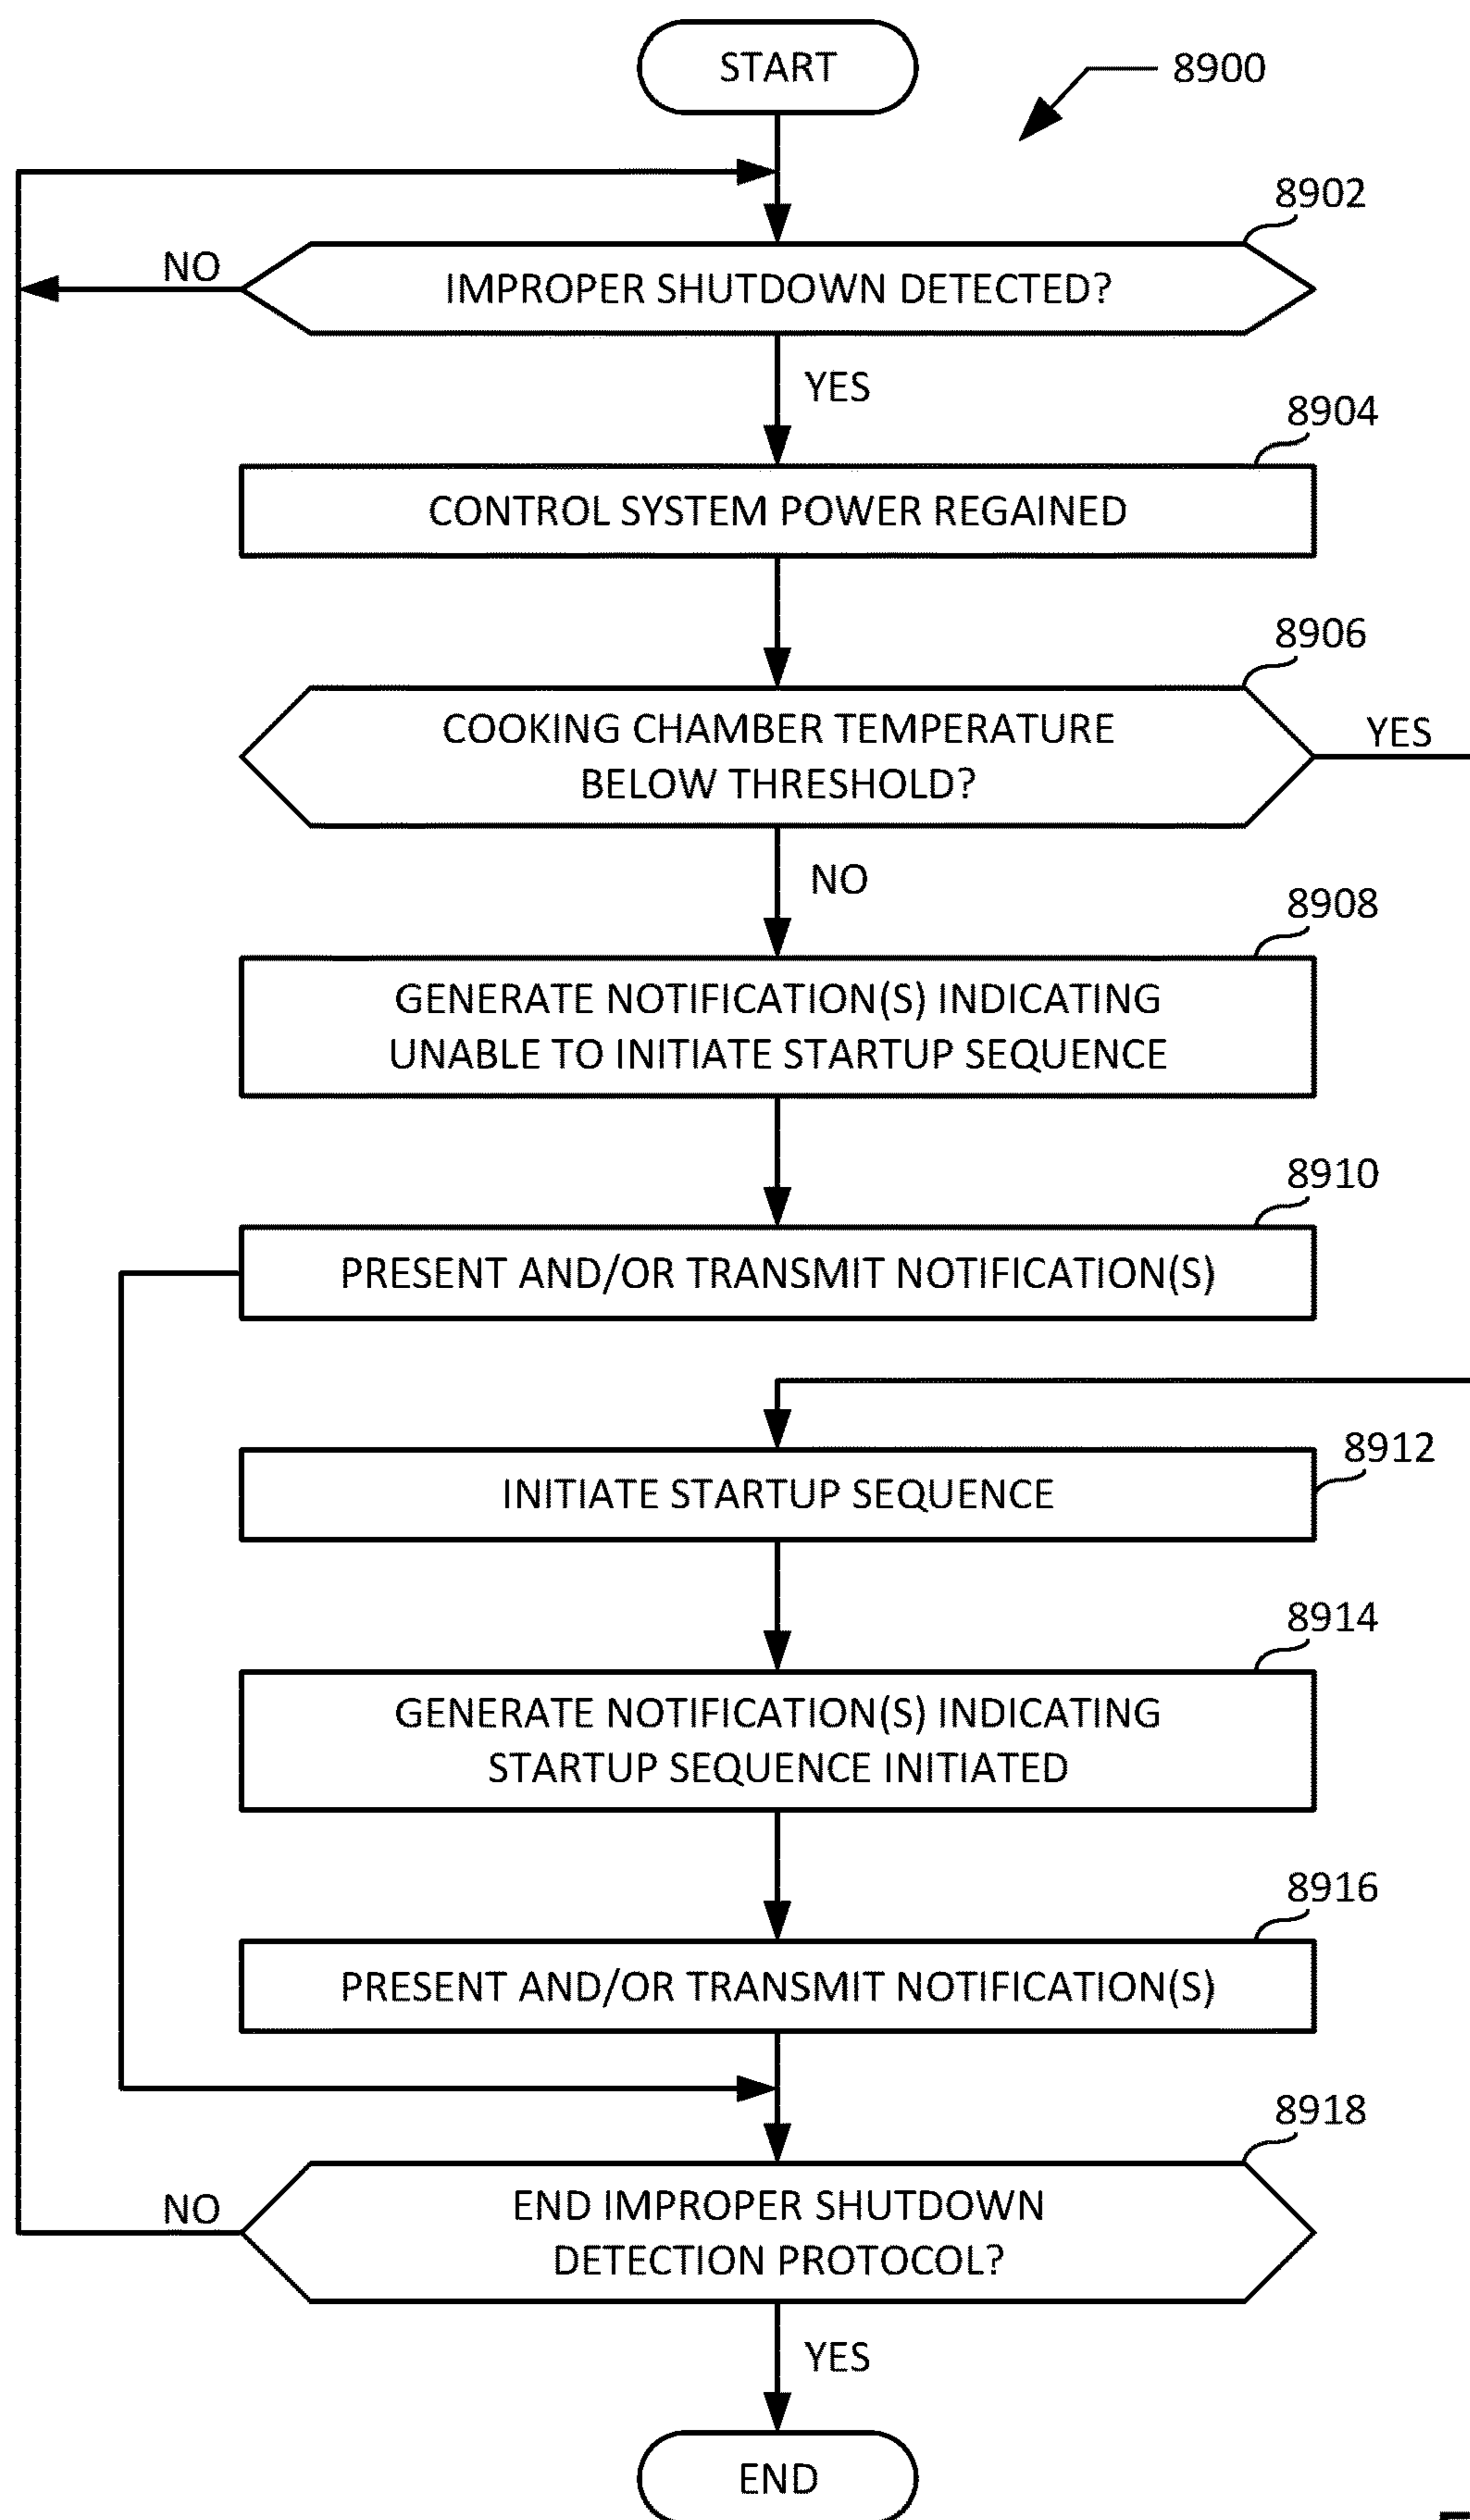 START
8900
8902
NO
IMPROPER SHUTDOWN DETECTED?
YES
8904
CONTROL SYSTEM POWER REGAINED
8906
COOKING CHAMBER TEMPERATURE
BELOW THRESHOLD?
YES
NO
8908
GENERATE NOTIFICATION(S) INDICATING
UNABLE TO INITIATE STARTUP SEQUENCE
8910
PRESENT AND/OR TRANSMIT NOTIFICATION(S)
8912
INITIATE STARTUP SEQUENCE
8914
GENERATE NOTIFICATION(S) INDICATING
STARTUP SEQUENCE INITIATED
8916
PRESENT AND/OR TRANSMIT NOTIFICATION(S)
8918
NO
END IMPROPER SHUTDOWN
DETECTION PROTOCOL?
YES
END